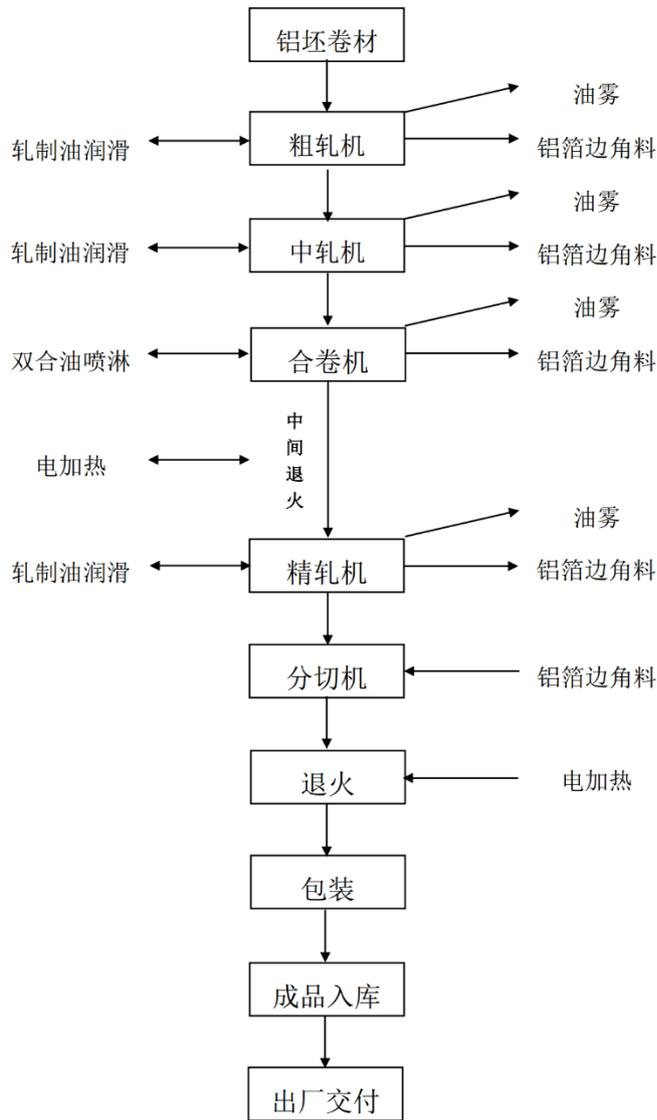 铝坯卷材
油雾
轧制油润滑
粗轧机
铝箔边角料
油雾
轧制油润滑
中轧机
铝箔边角料
油雾
双合油喷淋
合卷机
铝箔边角料
中间退火
电加热
油雾
轧制油润滑
精轧机
铝箔边角料
分切机
铝箔边角料
退火
电加热
包装
成品入库
出厂交付